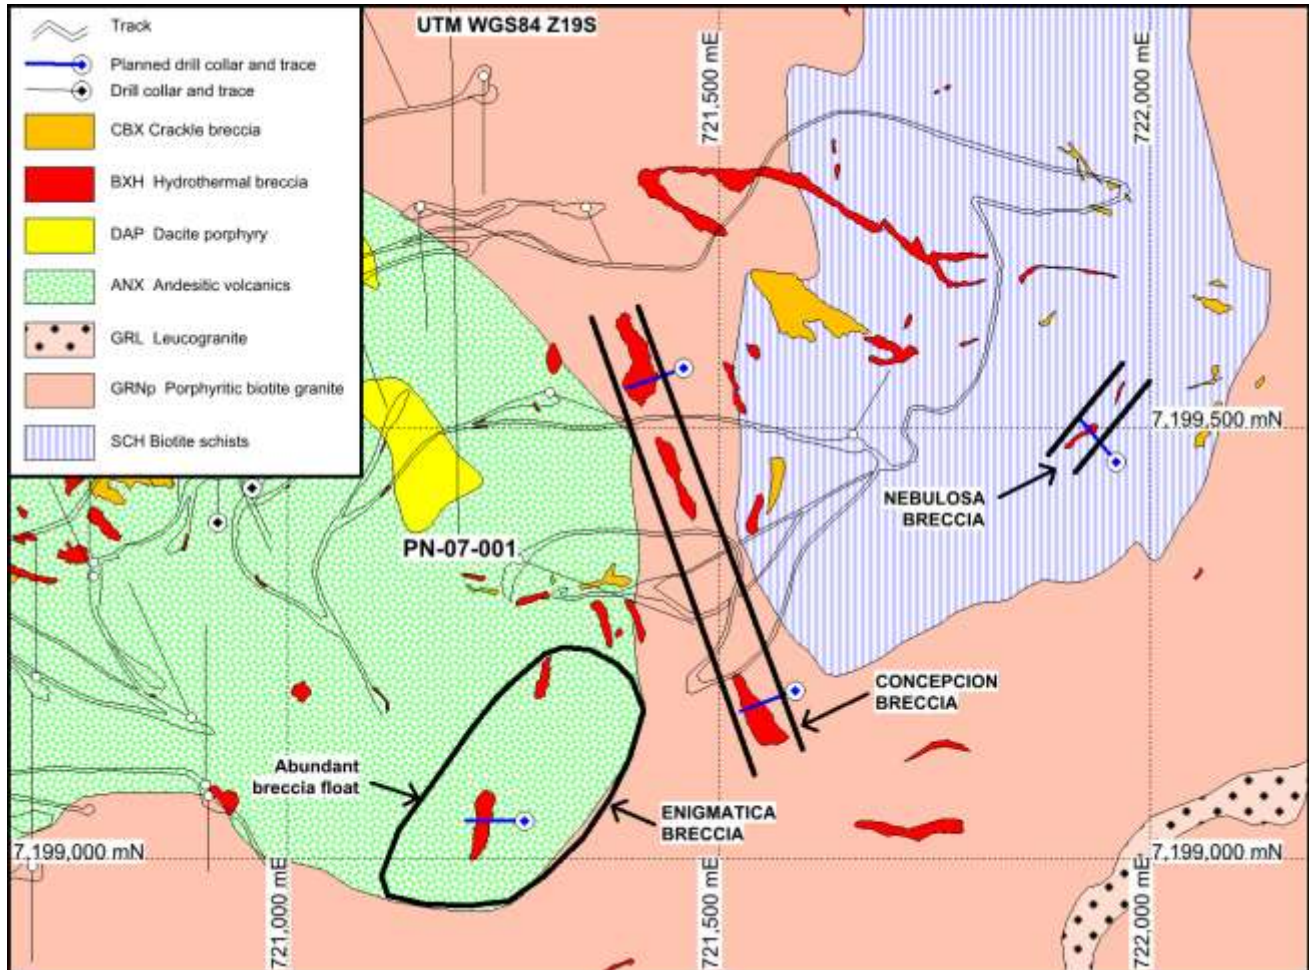 Track
Planned drill collar and trace
Drill collar and trace
CBX Crackle breccia
BXH Hydrothermal breccia
DAP Dacite porphyry
ANX Andesitic volcanics
GRL Leucogranite
GRNp Porphyritic biotite granite
SCH Biotite schists
UTM WGS84 Z19S
721,500 mE
722,000 mE
7,199,500 mN
NEBULOSA
BRECCIA
PN-07-001
CONCEPCION
BRECCIA
Abundant
breccia float
ENIGMATICA
BRECCIA
7,199,000 mN
7,199,000 mN
721,000 mE
721,500 mE
722,000 mE